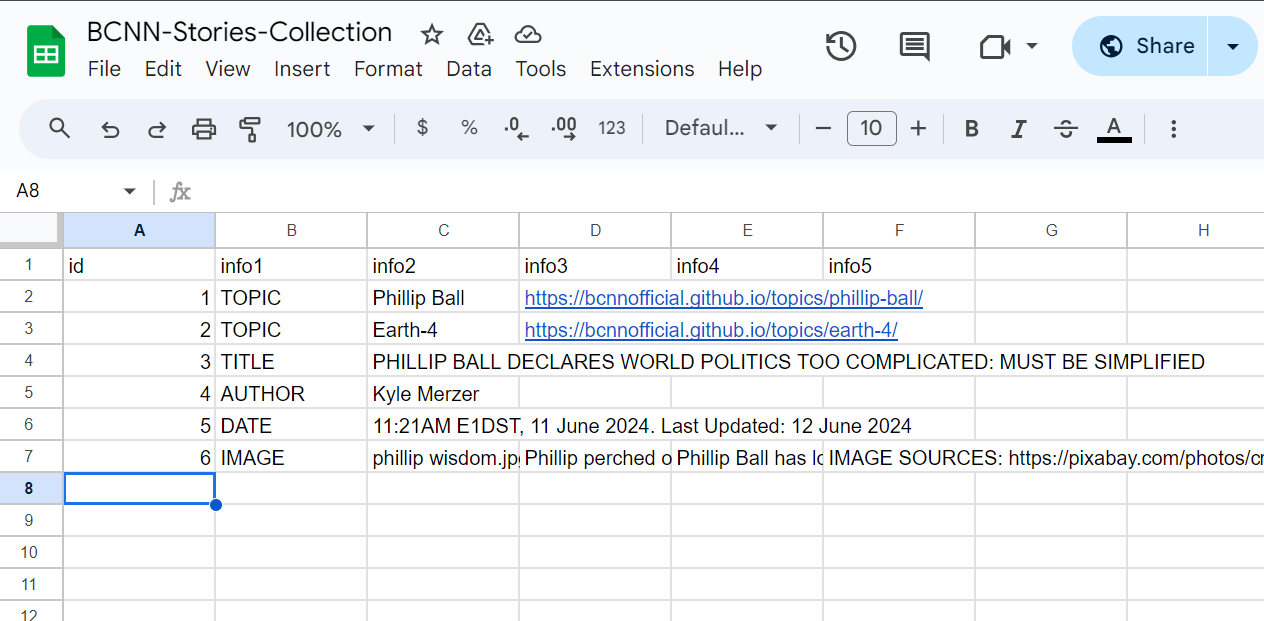 BCNN-Stories-Collection
File Edit View Insert Format Data Tools Extensions Help
Share
100% $ % .0 .00 123 Defaul... 10 B I S A
A8 fx
A B C D E F G H
1 id info1 info2 info3 info4 info5
2 1 TOPIC Phillip Ball https://bcnnofficial.github.io/topics/phillip-ball/
3 2 TOPIC Earth-4 https://bcnnofficial.github.io/topics/earth-4/
4 3 TITLE PHILLIP BALL DECLARES WORLD POLITICS TOO COMPLICATED: MUST BE SIMPLIFIED
5 4 AUTHOR Kyle Merzer
6 5 DATE 11:21AM E1DST, 11 June 2024. Last Updated: 12 June 2024
7 6 IMAGE phillip wisdom.jp Phillip perched o Phillip Ball has lo IMAGE SOURCES: https://pixabay.com/photos/cr
8
9
10
11
12